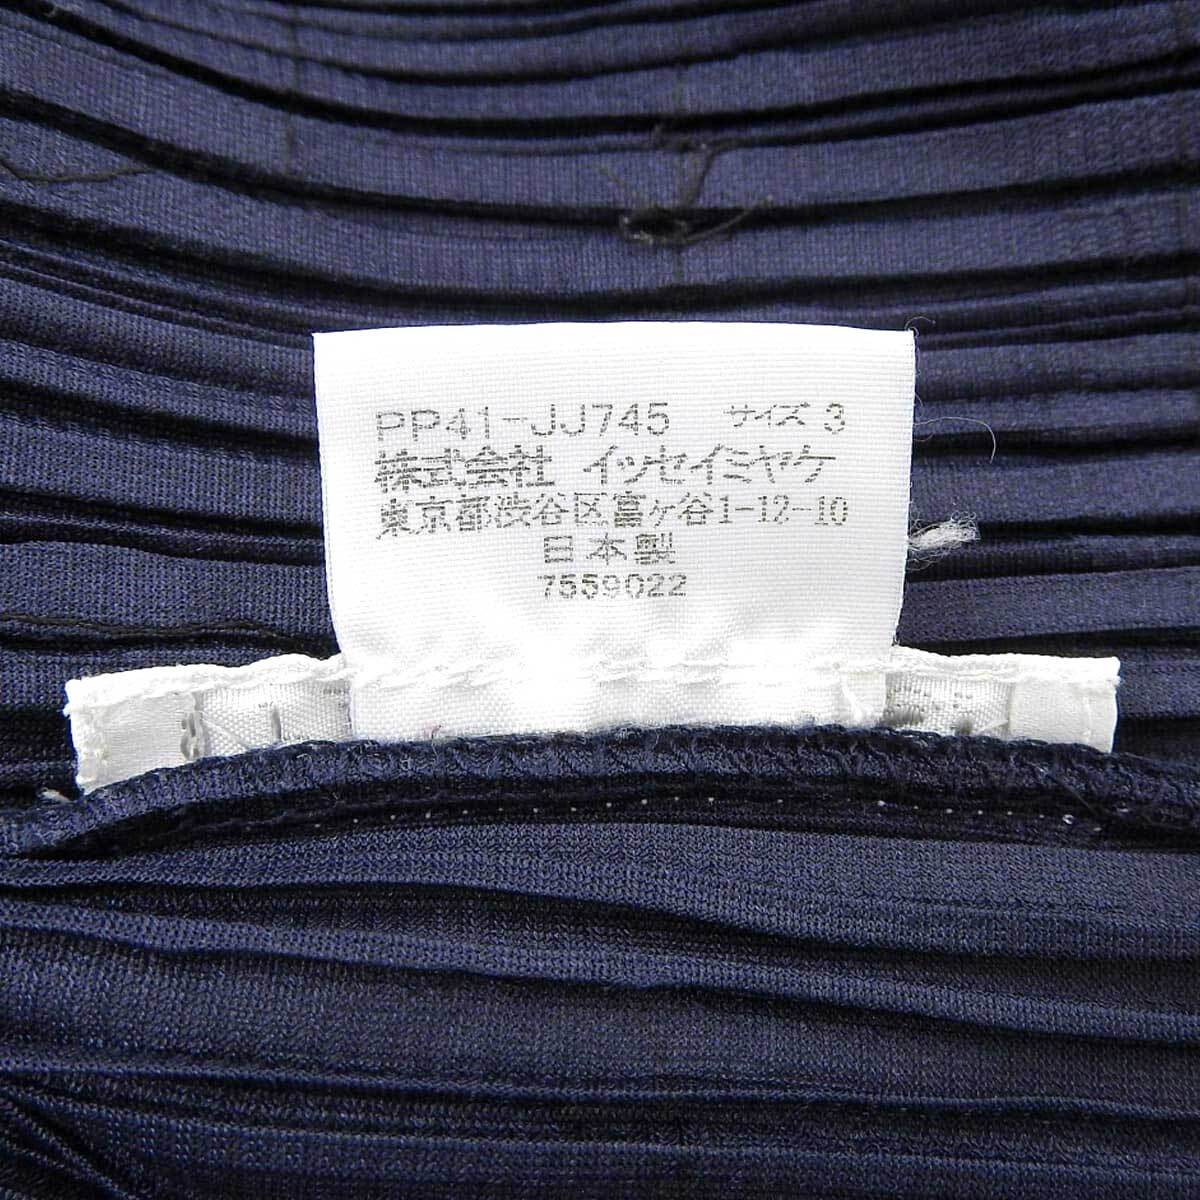 PP41-JJ745 サイズ 3
株式会社 イッセイミヤケ
東京都渋谷区富ヶ谷1-12-10
日本製
7559022